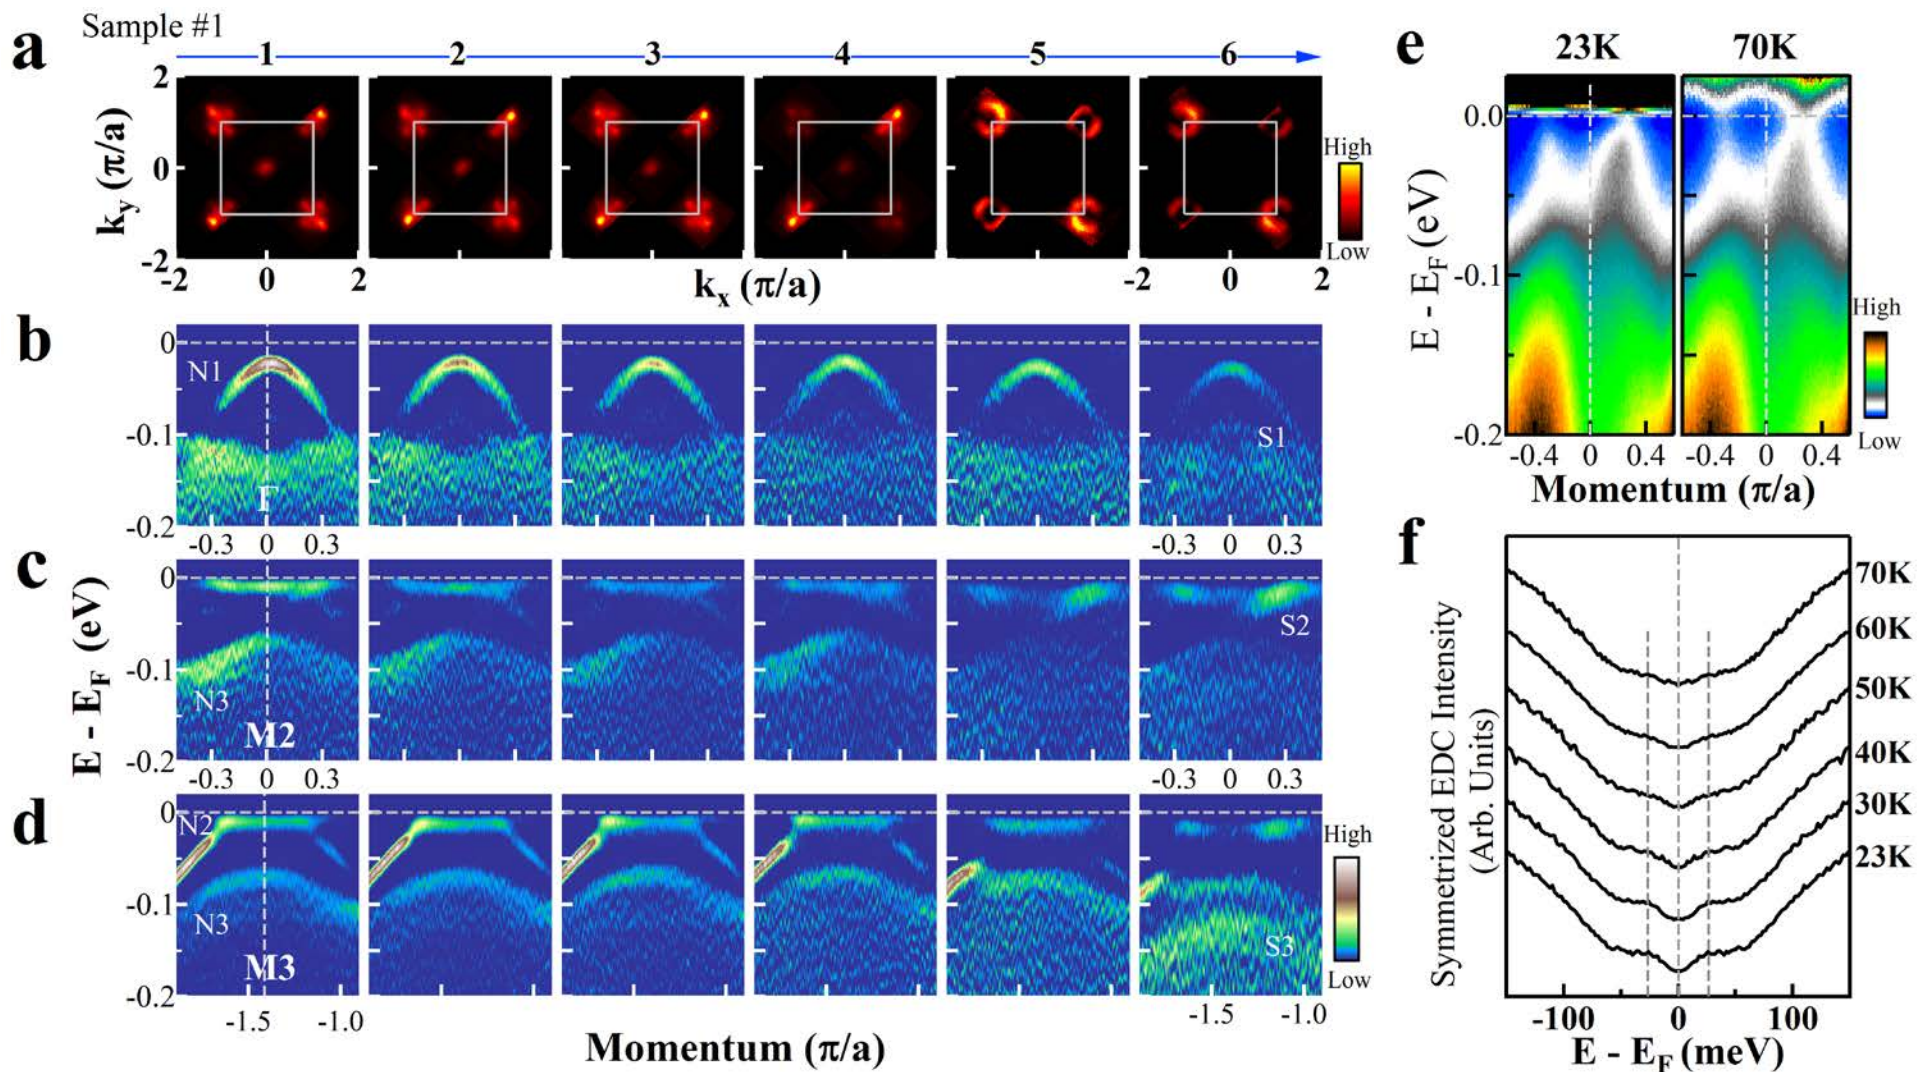 a
Sample #1
1 2 3 4 5 6
2
0
-2
k_y (π/a)
-2 0 2
k_x (π/a)
-2 0 2
High
Low
b
0
-0.1
-0.2
N1
Γ
S1
-0.3 0 0.3
-0.3 0 0.3
c
E - E_F (eV)
0
-0.1
-0.2
N3
M2
S2
-0.3 0 0.3
-0.3 0 0.3
d
0
-0.1
-0.2
N2
N3
M3
S3
High
Low
-1.5 -1.0
-1.5 -1.0
Momentum (π/a)
e
23K 70K
E - E_F (eV)
0.0
-0.1
-0.2
High
Low
-0.4 0 0.4
-0.4 0 0.4
Momentum (π/a)
f
Symmetrized EDC Intensity
(Arb. Units)
70K
60K
50K
40K
30K
23K
-100 0 100
E - E_F (meV)